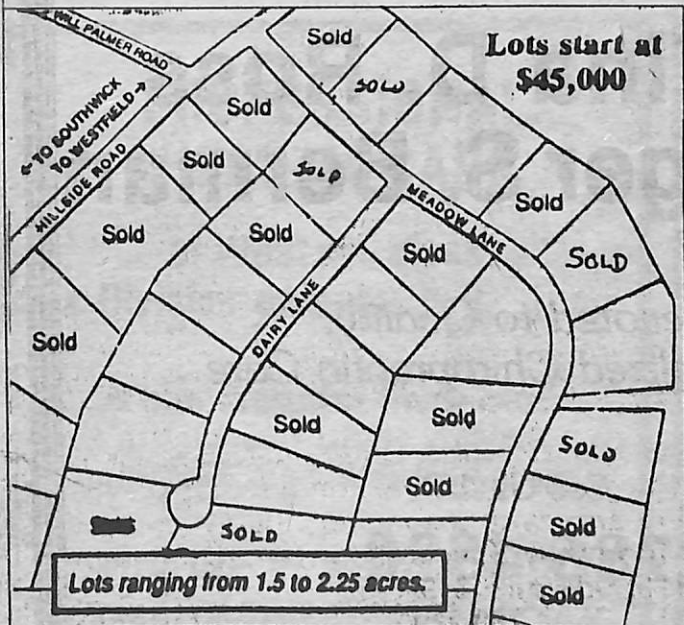 WILL PALMER ROAD
Sold
Lots start at
$45,000
SOLD
← TO SOUTHWICK
TO WESTFIELD →
HILLSIDE ROAD
Sold
Sold
SOLD
MEADOW LANE
Sold
Sold
Sold
Sold
SOLD
DAIRY LANE
Sold
Sold
Sold
SOLD
Sold
SOLD
Sold
Lots ranging from 1.5 to 2.25 acres.
Sold